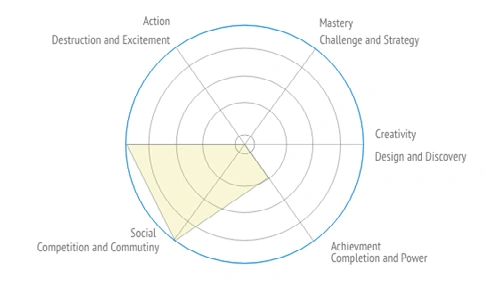 Action
Destruction and Excitement
Mastery
Challenge and Strategy
Creativity
Design and Discovery
Social
Competition and Commutiny
Achievment
Completion and Power